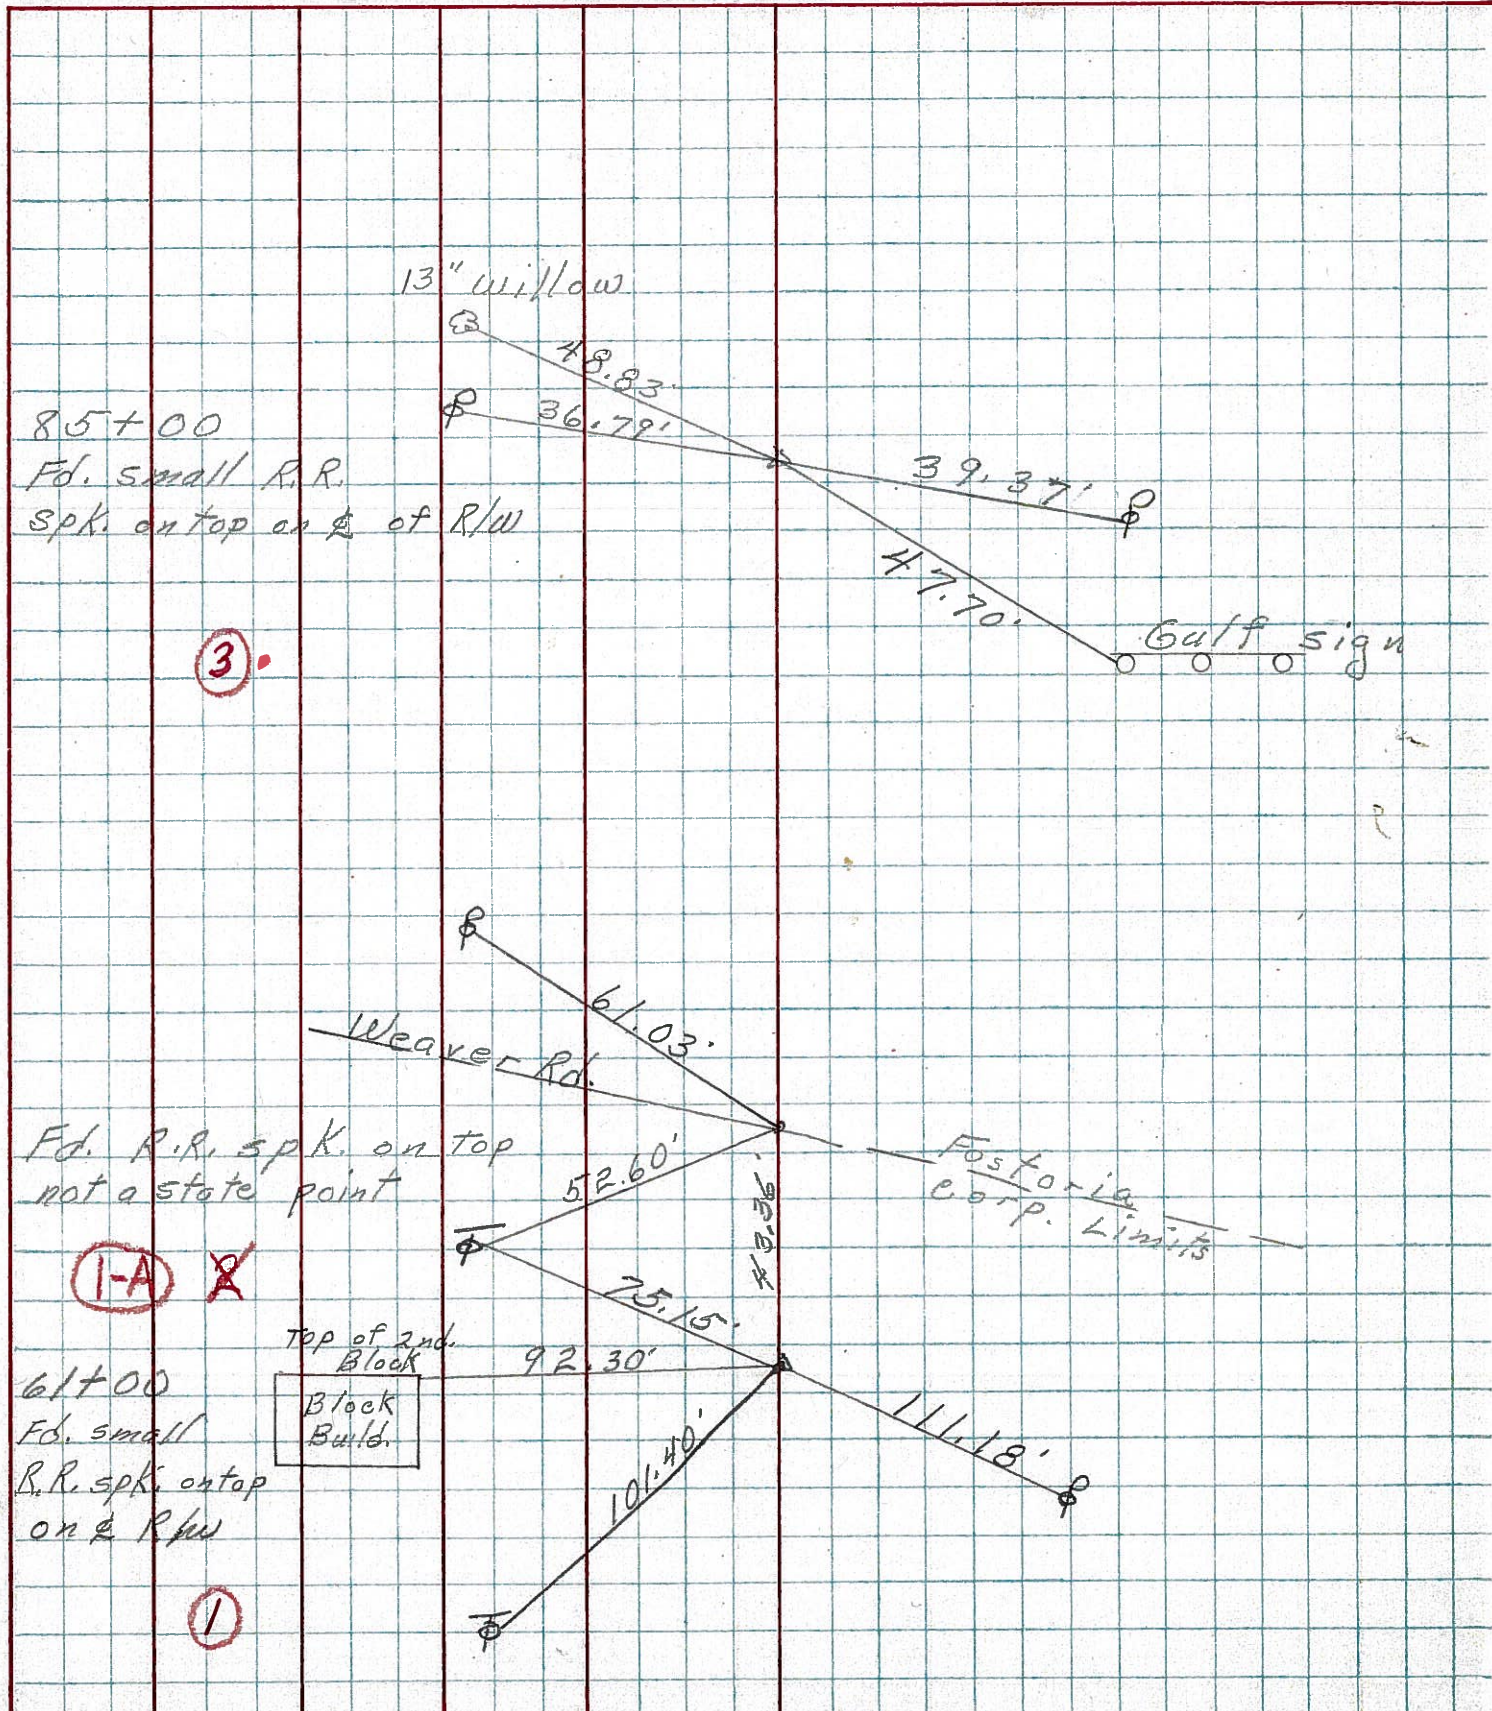 13" willow
48.83'
36.79'
85+00
Fd. small R.R.
spk. on top on ℄ of R/W
39.37'
47.70'
Gulf sign
3
61.03'
Weaver Rd.
Fd. R.R. spk. on top
not a state point
52.60'
Fostoria
Corp. Limits
1-A
75.15'
Top of 2nd.
Block
92.30'
61+00
Fd. small
R.R. spk. on top
on ℄ R/W
Block
Build.
111.18'
101.40'
1